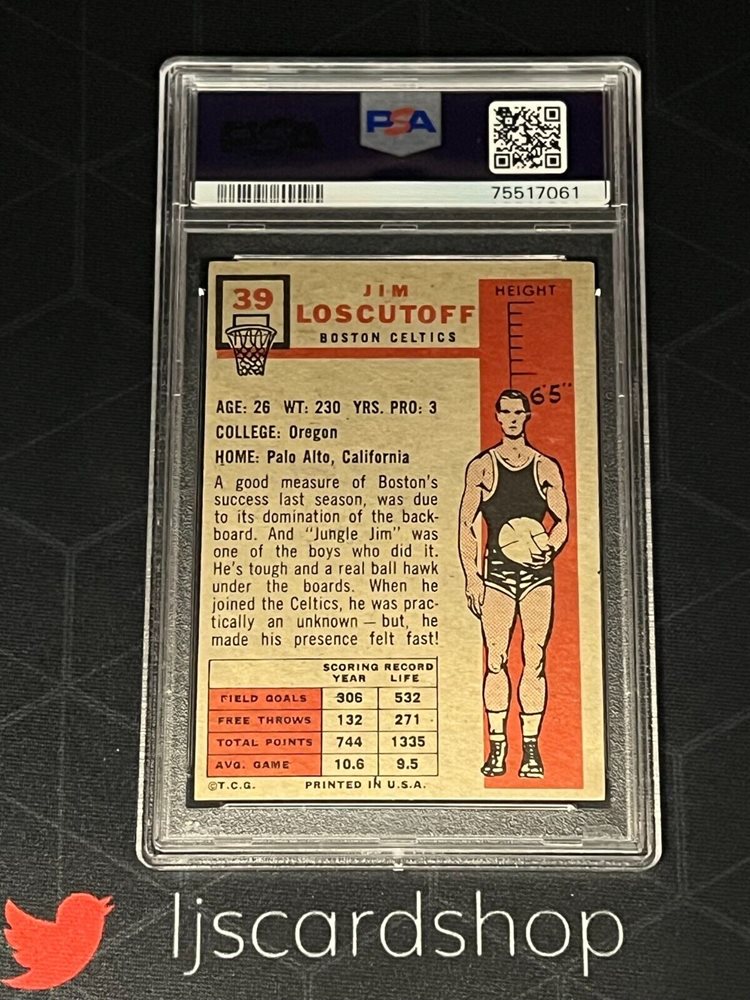 PSA
75517061
39
JIM
LOSCUTOFF
BOSTON CELTICS
HEIGHT
6'5"
AGE: 26 WT: 230 YRS. PRO: 3
COLLEGE: Oregon
HOME: Palo Alto, California
A good measure of Boston's
success last season, was due
to its domination of the back-
board. And "Jungle Jim" was
one of the boys who did it.
He's tough and a real ball hawk
under the boards. When he
joined the Celtics, he was prac-
tically an unknown — but, he
made his presence felt fast!
SCORING RECORD
YEAR LIFE
FIELD GOALS 306 532
FREE THROWS 132 271
TOTAL POINTS 744 1335
AVG. GAME 10.6 9.5
©T.C.G. PRINTED IN U.S.A.
ljscardshop